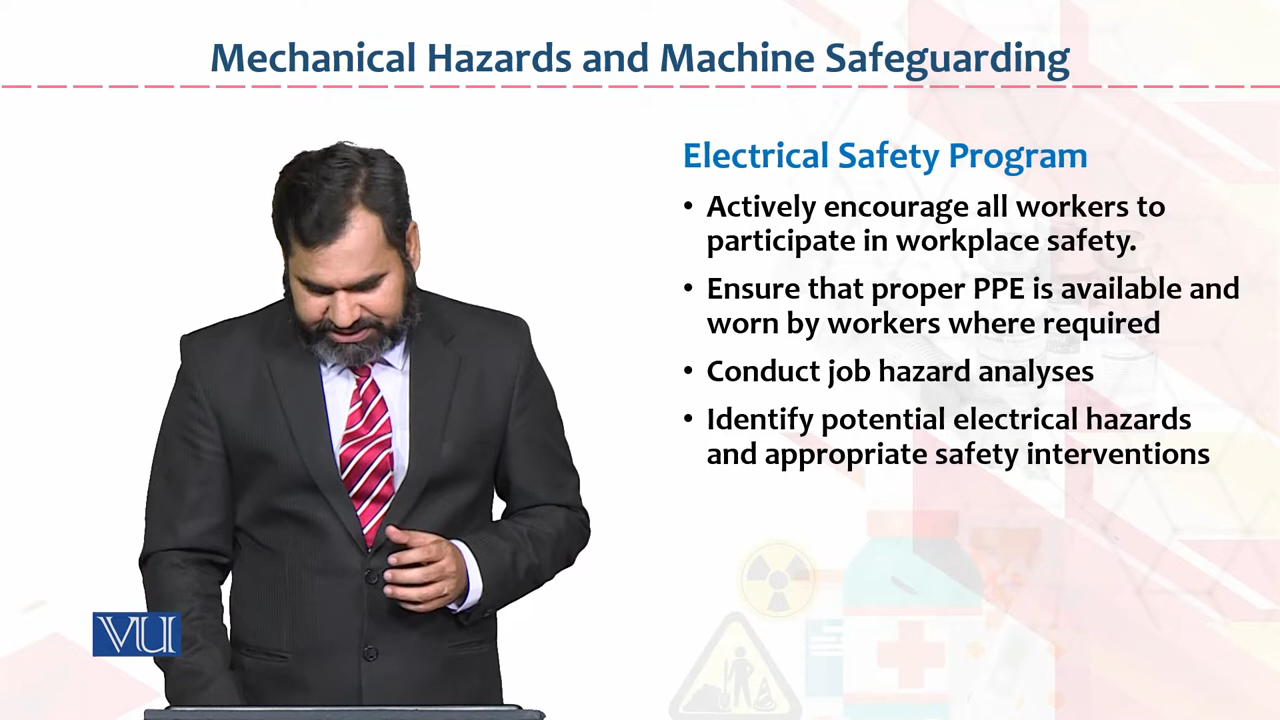 Mechanical Hazards and Machine Safeguarding
Electrical Safety Program
• Actively encourage all workers to
participate in workplace safety.
• Ensure that proper PPE is available and
worn by workers where required
• Conduct job hazard analyses
• Identify potential electrical hazards
and appropriate safety interventions
VU